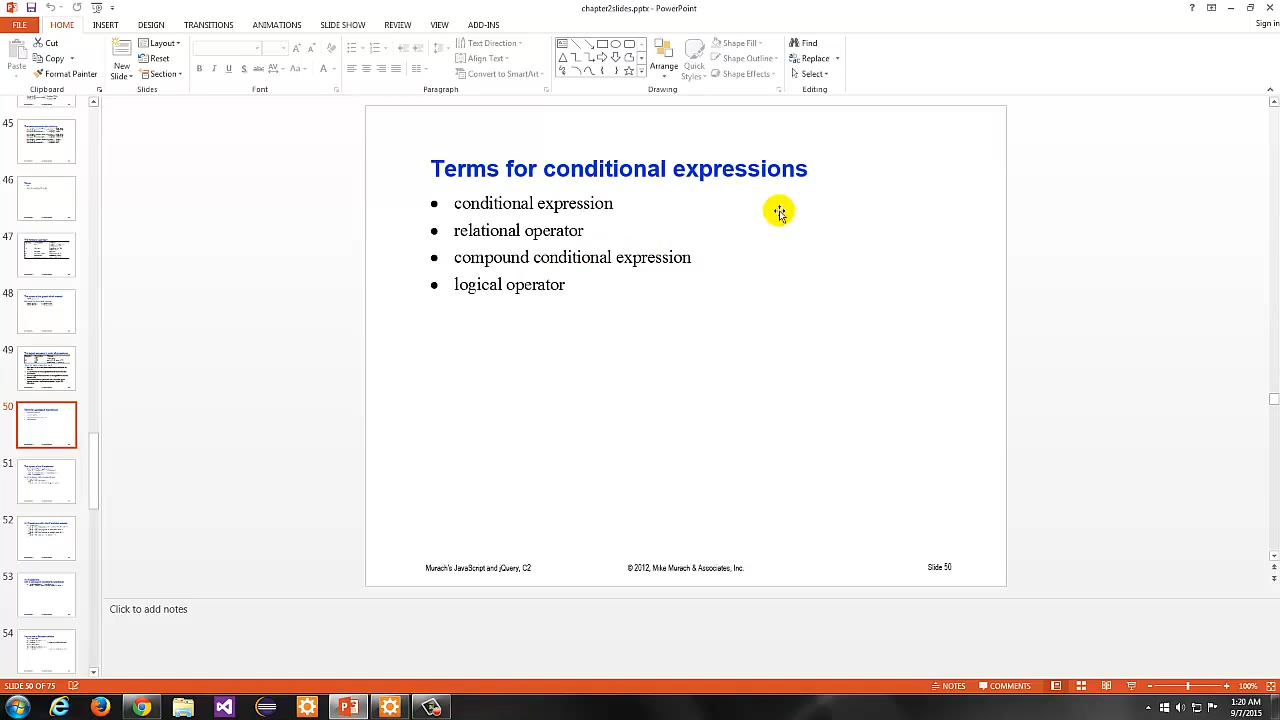 chapter2slides.pptx - PowerPoint
Sign in
FILE HOME INSERT DESIGN TRANSITIONS ANIMATIONS SLIDE SHOW REVIEW VIEW ADD-INS
Paste
Cut
Copy
Format Painter
Clipboard
New
Slide
Layout
Reset
Section
Slides
B I U S abc AV Aa A
Font
Text Direction
Align Text
Convert to SmartArt
Paragraph
Arrange
Quick
Styles
Shape Fill
Shape Outline
Shape Effects
Drawing
Find
Replace
Select
Editing
45
46
47
48
49
50
51
52
53
54
Terms for conditional expressions
• conditional expression
• relational operator
• compound conditional expression
• logical operator
Murach's JavaScript and jQuery, C2
© 2012, Mike Murach & Associates, Inc.
Slide 50
Click to add notes
SLIDE 50 OF 75
NOTES
COMMENTS
100%
1:20 AM
9/7/2015